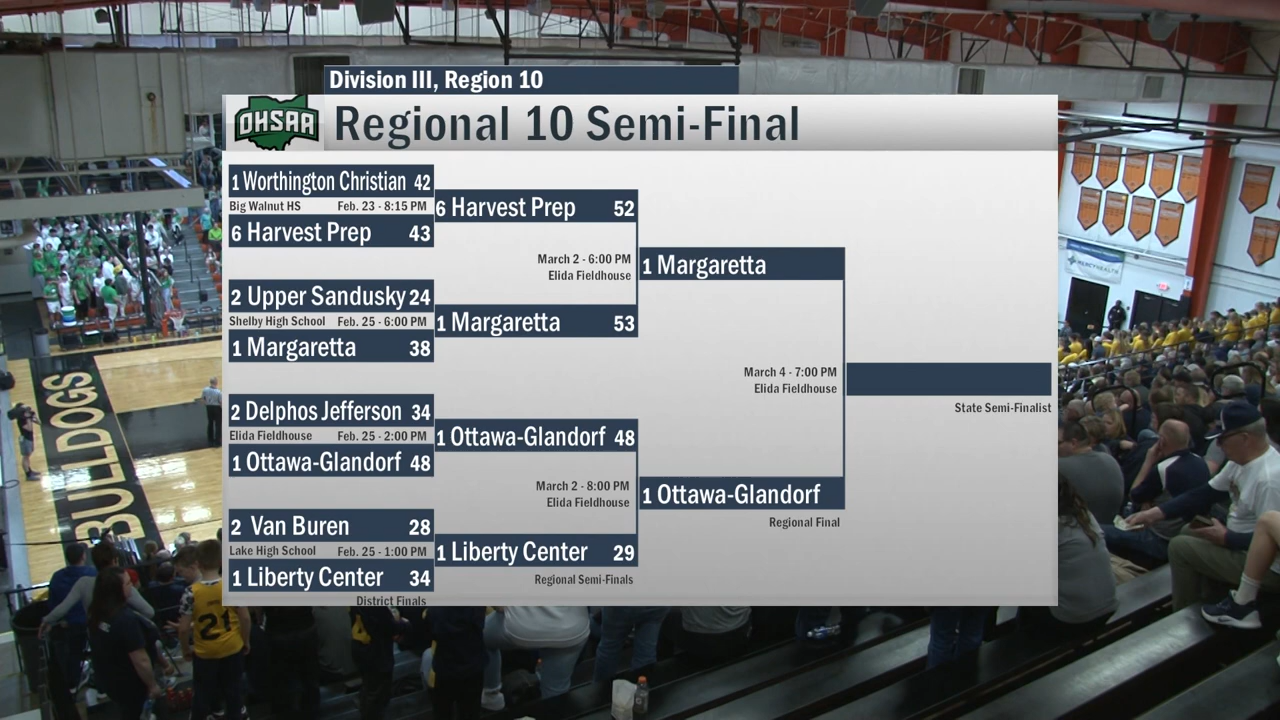 Division III, Region 10
OHSAA
Regional 10 Semi-Final
1 Worthington Christian 42
Big Walnut HS Feb. 23 - 8:15 PM
6 Harvest Prep 43
6 Harvest Prep 52
March 2 - 6:00 PM
Elida Fieldhouse
2 Upper Sandusky 24
Shelby High School Feb. 25 - 6:00 PM
1 Margaretta 38
1 Margaretta 53
1 Margaretta
2 Delphos Jefferson 34
Elida Fieldhouse Feb. 25 - 2:00 PM
1 Ottawa-Glandorf 48
1 Ottawa-Glandorf 48
March 2 - 8:00 PM
Elida Fieldhouse
2 Van Buren 28
Lake High School Feb. 25 - 1:00 PM
1 Liberty Center 34
District Finals
1 Liberty Center 29
Regional Semi-Finals
March 4 - 7:00 PM
Elida Fieldhouse
1 Ottawa-Glandorf
Regional Final
State Semi-Finalist
BULLDOGS
MERCYHEALTH
21